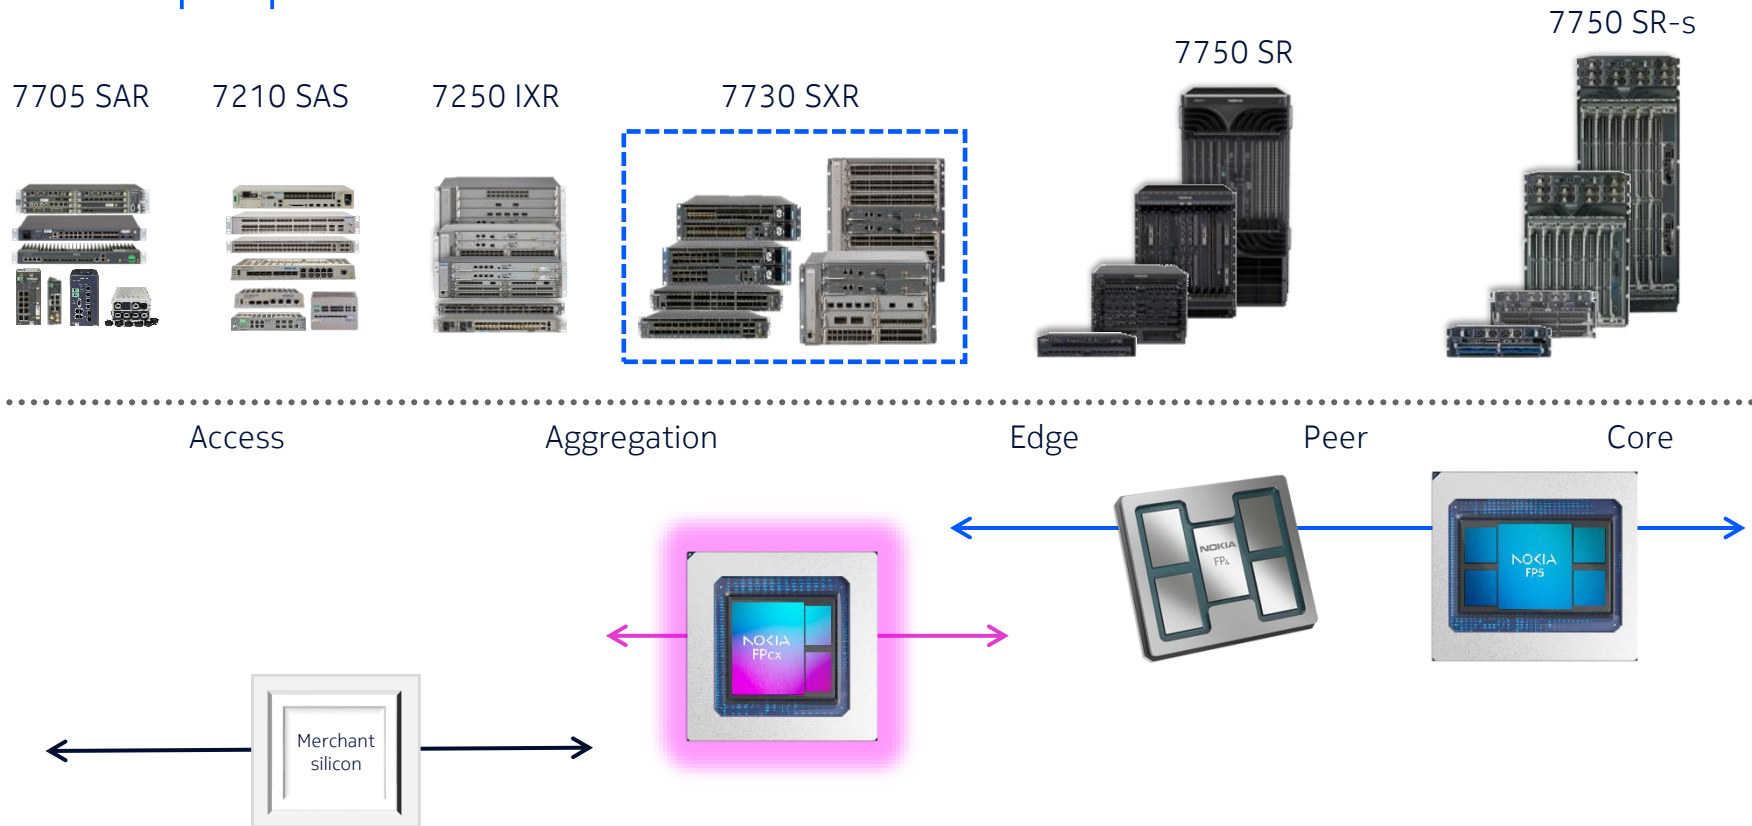 7705 SAR
7210 SAS
7250 IXR
7730 SXR
7750 SR
7750 SR-s
Access
Aggregation
Edge
Peer
Core
NOKIA
FP4
NOKIA
FP5
NOKIA
FPcx
Merchant
silicon